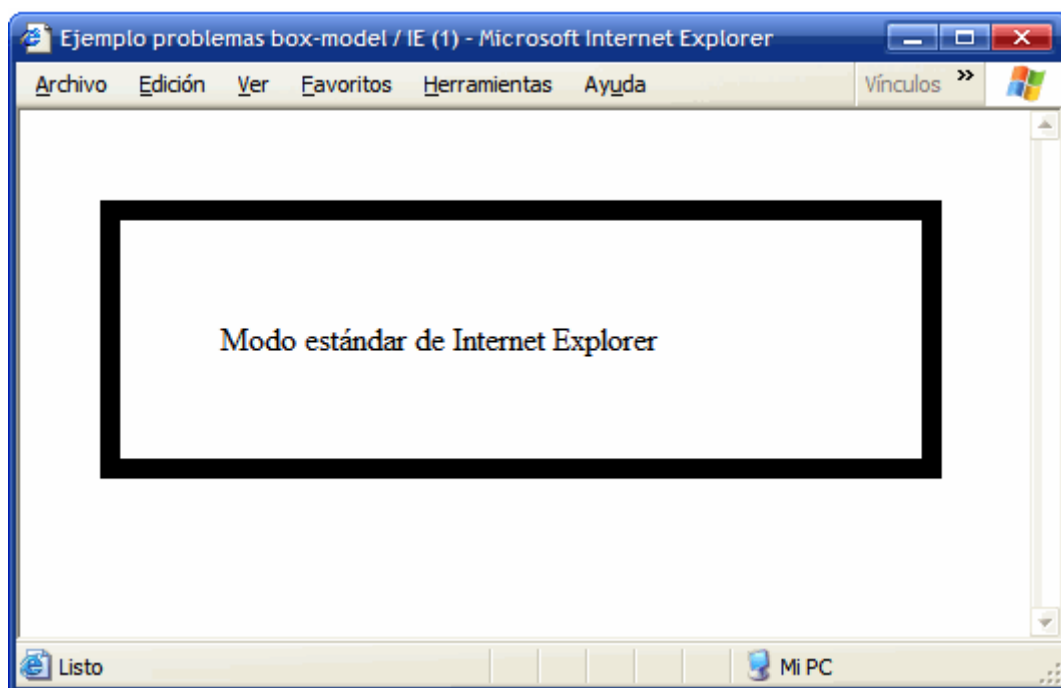 Ejemplo problemas box-model / IE (1) - Microsoft Internet Explorer
Archivo Edición Ver Favoritos Herramientas Ayuda Vínculos »
Modo estándar de Internet Explorer
Listo Mi PC